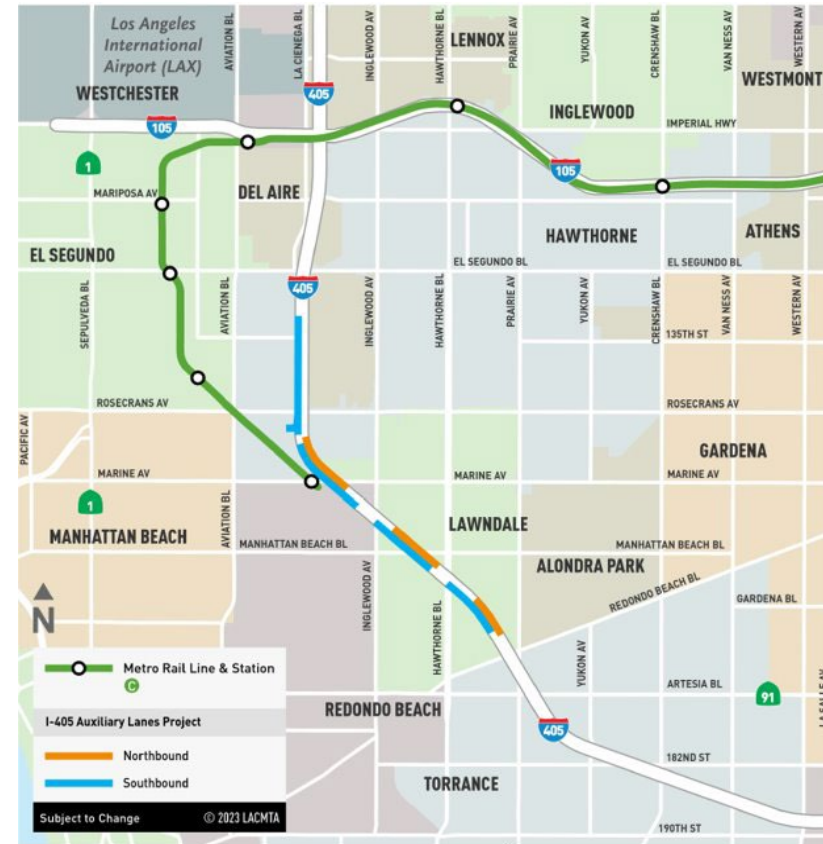 Los Angeles
International
Airport (LAX)
AVIATION BL
LA CIENEGA BL
INGLEWOOD AV
HAWTHORNE BL
LENNOX
PRAIRIE AV
YUKON AV
CRENSHAW BL
VAN NESS AV
WESTERN AV
405
WESTCHESTER
WESTMONT
INGLEWOOD
105
IMPERIAL HWY
1
105
MARIPOSA AV
DEL AIRE
HAWTHORNE
ATHENS
EL SEGUNDO
EL SEGUNDO BL
EL SEGUNDO BL
405
SEPULVEDA BL
AVIATION BL
INGLEWOOD AV
HAWTHORNE BL
PRAIRIE AV
YUKON AV
CRENSHAW BL
VAN NESS AV
WESTERN AV
135TH ST
ROSECRANS AV
ROSECRANS AV
PACIFIC AV
GARDENA
MARINE AV
MARINE AV
MARINE AV
1
LAWNDALE
MANHATTAN BEACH
AVIATION BL
MANHATTAN BEACH BL
MANHATTAN BEACH BL
ALONDRA PARK
REDONDO BEACH BL
GARDENA BL
N
INGLEWOOD AV
HAWTHORNE BL
YUKON AV
Metro Rail Line & Station
C
ARTESIA BL
91
LA SALLE AV
REDONDO BEACH
I-405 Auxiliary Lanes Project
405
Northbound
182ND ST
Southbound
TORRANCE
Subject to Change
© 2023 LACMTA
190TH ST